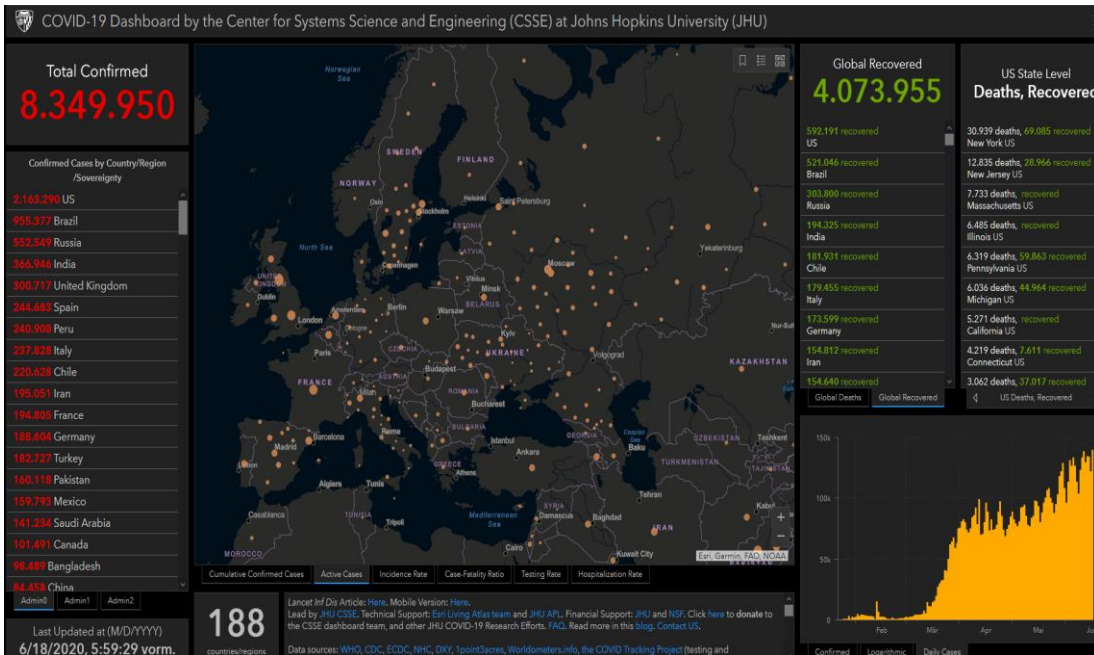 COVID-19 Dashboard by the Center for Systems Science and Engineering (CSSE) at Johns Hopkins University (JHU)
Total Confirmed
8.349.950
Confirmed Cases by Country/Region
/Sovereignty
2.163.290 US
955.377 Brazil
552.549 Russia
366.946 India
300.717 United Kingdom
244.683 Spain
240.908 Peru
237.828 Italy
220.628 Chile
195.051 Iran
194.805 France
188.604 Germany
182.727 Turkey
160.118 Pakistan
159.793 Mexico
141.234 Saudi Arabia
101.491 Canada
98.489 Bangladesh
84.458 China
Admin0 Admin1 Admin2
Last Updated at (M/D/YYYY)
6/18/2020, 5:59:29 vorm.
Norwegian
Sea
SWEDEN
FINLAND
NORWAY
Oslo
Helsinki
Saint Petersburg
Stockholm
ESTONIA
North Sea
LATVIA
Yekaterinburg
Moscow
Copenhagen
UNITED
KINGDOM
Vilnius
Minsk
Dublin
BELARUS
Amsterdam
Berlin
Warsaw
London
Cologne
Kyiv
Paris
CZECHIA
UKRAINE
Volgograd
KAZAKHSTAN
Budapest
AUSTRIA
FRANCE
Milan
ROMANIA
Bucharest
Barcelona
Rome
BULGARIA
GEORGIA
Caspian
Sea
UZBEKISTAN
Tashkent
Madrid
Istanbul
Baku
Lisbon
Ankara
GREECE
Athens
TURKMENISTAN
TAJIKISTAN
Algiers
Tunis
Tehran
Casablanca
TUNISIA
Mediterranean
Sea
SYRIA
Damascus
Baghdad
Kabul
Tripoli
IRAN
Cairo
Kuwait City
MOROCCO
Esri, Garmin, FAO, NOAA
Cumulative Confirmed Cases Active Cases Incidence Rate Case-Fatality Ratio Testing Rate Hospitalization Rate
188
countries/regions
Lancet Inf Dis Article: Here. Mobile Version: Here.
Lead by JHU CSSE. Technical Support: Esri Living Atlas team and JHU APL. Financial Support: JHU and NSF. Click here to donate to
the CSSE dashboard team, and other JHU COVID-19 Research Efforts. FAQ. Read more in this blog. Contact US.
Data sources: WHO, CDC, ECDC, NHC, DXY, 1point3acres, Worldometers.info, the COVID Tracking Project (testing and
Global Recovered
4.073.955
592.191 recovered
US
521.046 recovered
Brazil
303.800 recovered
Russia
194.325 recovered
India
181.931 recovered
Chile
179.455 recovered
Italy
173.599 recovered
Germany
154.812 recovered
Iran
154.640 recovered
Global Deaths Global Recovered
US State Level
Deaths, Recovered
30.939 deaths, 69.085 recovered
New York US
12.835 deaths, 28.966 recovered
New Jersey US
7.733 deaths, recovered
Massachusetts US
6.485 deaths, recovered
Illinois US
6.319 deaths, 59.863 recovered
Pennsylvania US
6.036 deaths, 44.964 recovered
Michigan US
5.271 deaths, recovered
California US
4.219 deaths, 7.611 recovered
Connecticut US
3.062 deaths, 37.017 recovered
US Deaths, Recovered
150k
100k
50k
0
Feb Mär Apr Mai
Confirmed Logarithmic Daily Cases